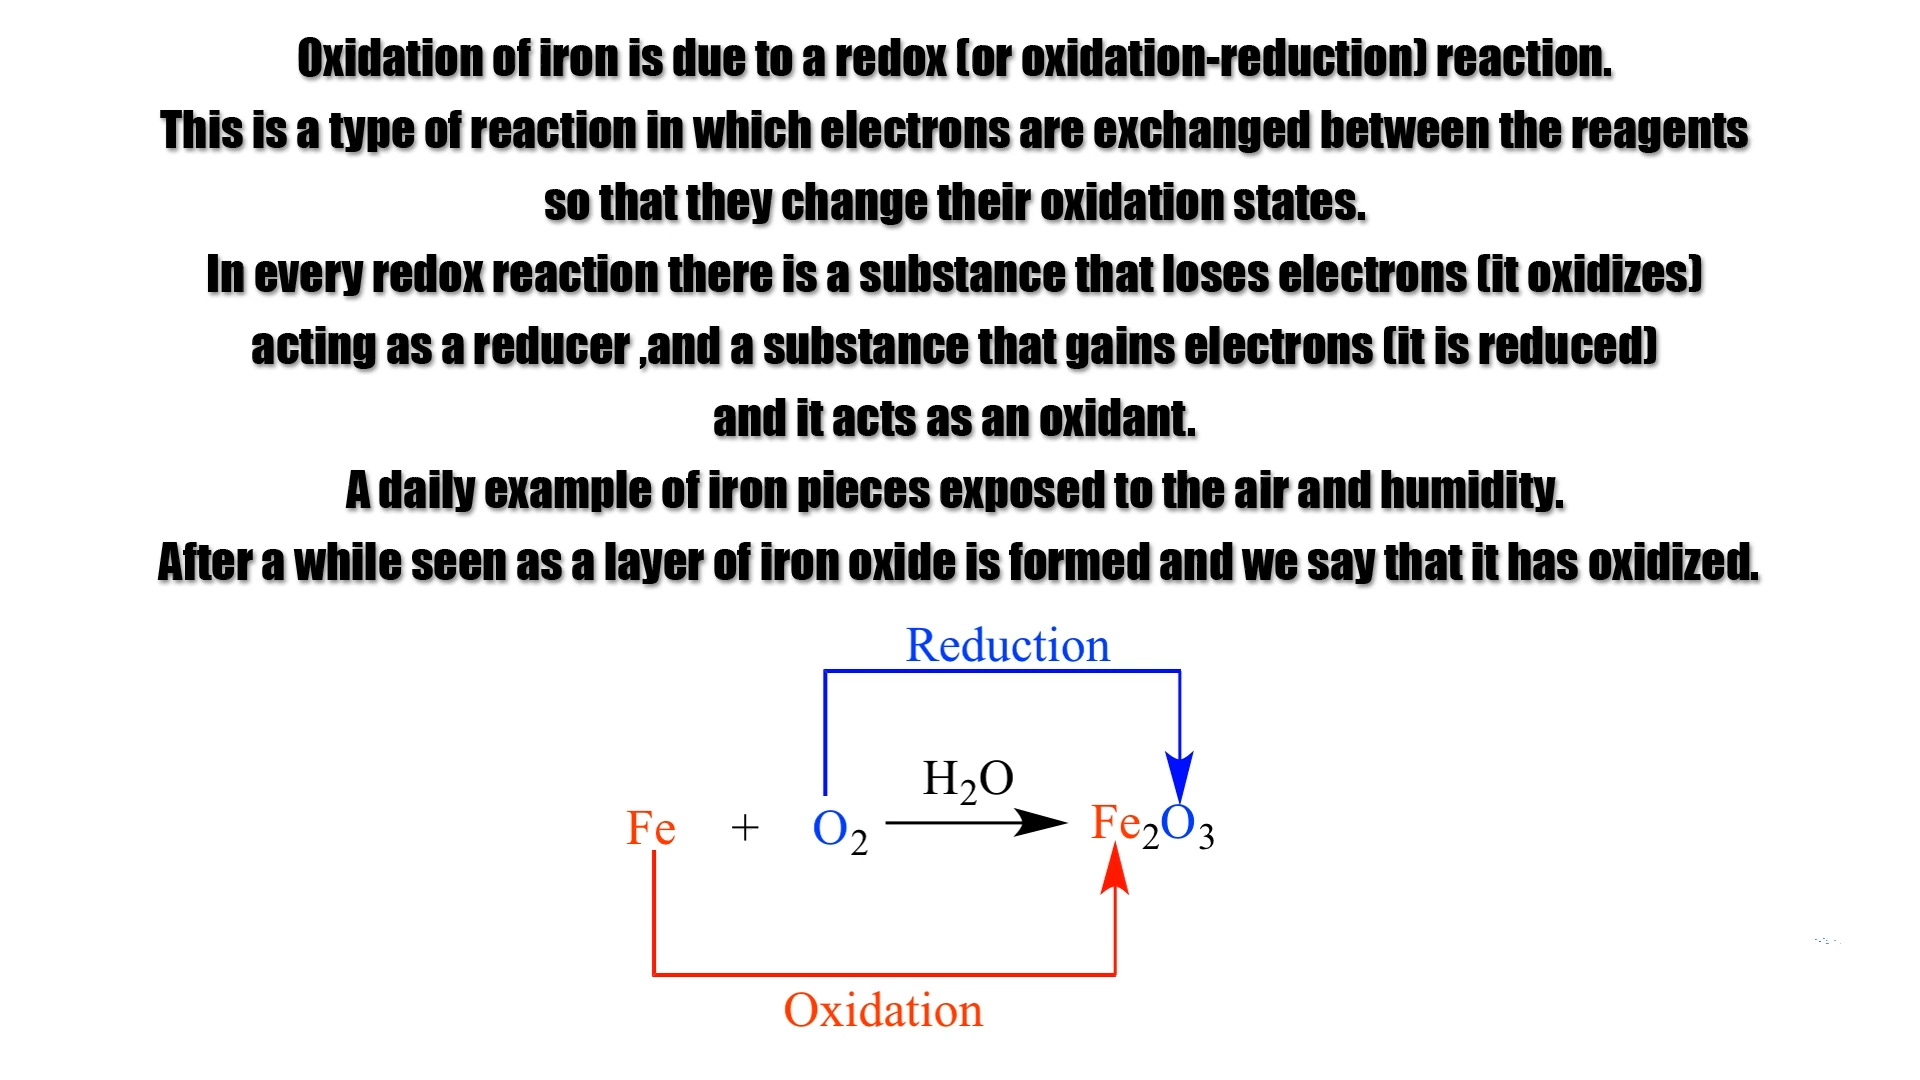 Oxidation of iron is due to a redox (or oxidation-reduction) reaction.
This is a type of reaction in which electrons are exchanged between the reagents
so that they change their oxidation states.
In every redox reaction there is a substance that loses electrons (it oxidizes)
acting as a reducer ,and a substance that gains electrons (it is reduced)
and it acts as an oxidant.
A daily example of iron pieces exposed to the air and humidity.
After a while seen as a layer of iron oxide is formed and we say that it has oxidized.
Reduction
H₂O
Fe + O₂ Fe₂O₃
Oxidation